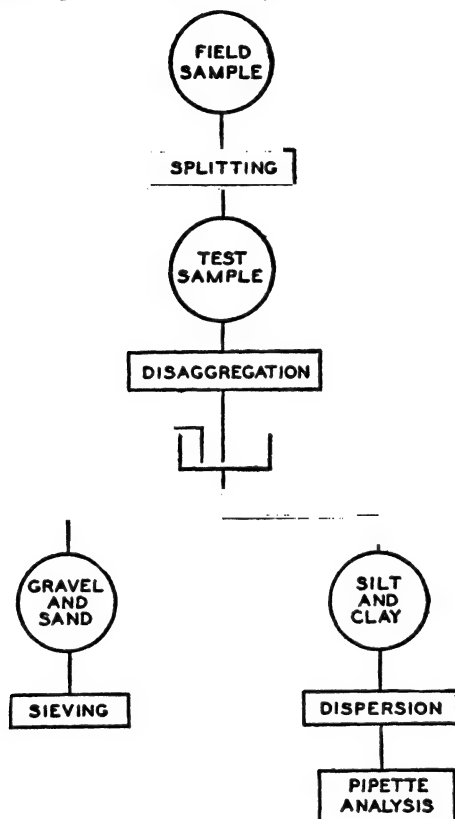 FIELD
SAMPLE
SPLITTING
TEST
SAMPLE
DISAGGREGATION
GRAVEL
AND
SAND
SIEVING
SILT
AND
CLAY
DISPERSION
PIPETTE
ANALYSIS